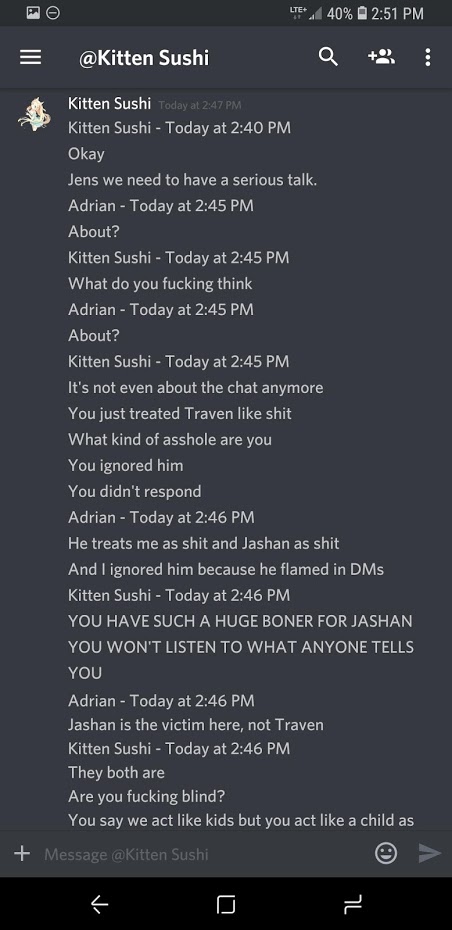 LTE+ 40% 2:51 PM
@Kitten Sushi
Kitten Sushi Today at 2:47 PM
Kitten Sushi - Today at 2:40 PM
Okay
Jens we need to have a serious talk.
Adrian - Today at 2:45 PM
About?
Kitten Sushi - Today at 2:45 PM
What do you fucking think
Adrian - Today at 2:45 PM
About?
Kitten Sushi - Today at 2:45 PM
It's not even about the chat anymore
You just treated Traven like shit
What kind of asshole are you
You ignored him
You didn't respond
Adrian - Today at 2:46 PM
He treats me as shit and Jashan as shit
And I ignored him because he flamed in DMs
Kitten Sushi - Today at 2:46 PM
YOU HAVE SUCH A HUGE BONER FOR JASHAN
YOU WON'T LISTEN TO WHAT ANYONE TELLS
YOU
Adrian - Today at 2:46 PM
Jashan is the victim here, not Traven
Kitten Sushi - Today at 2:46 PM
They both are
Are you fucking blind?
You say we act like kids but you act like a child as
Message @Kitten Sushi